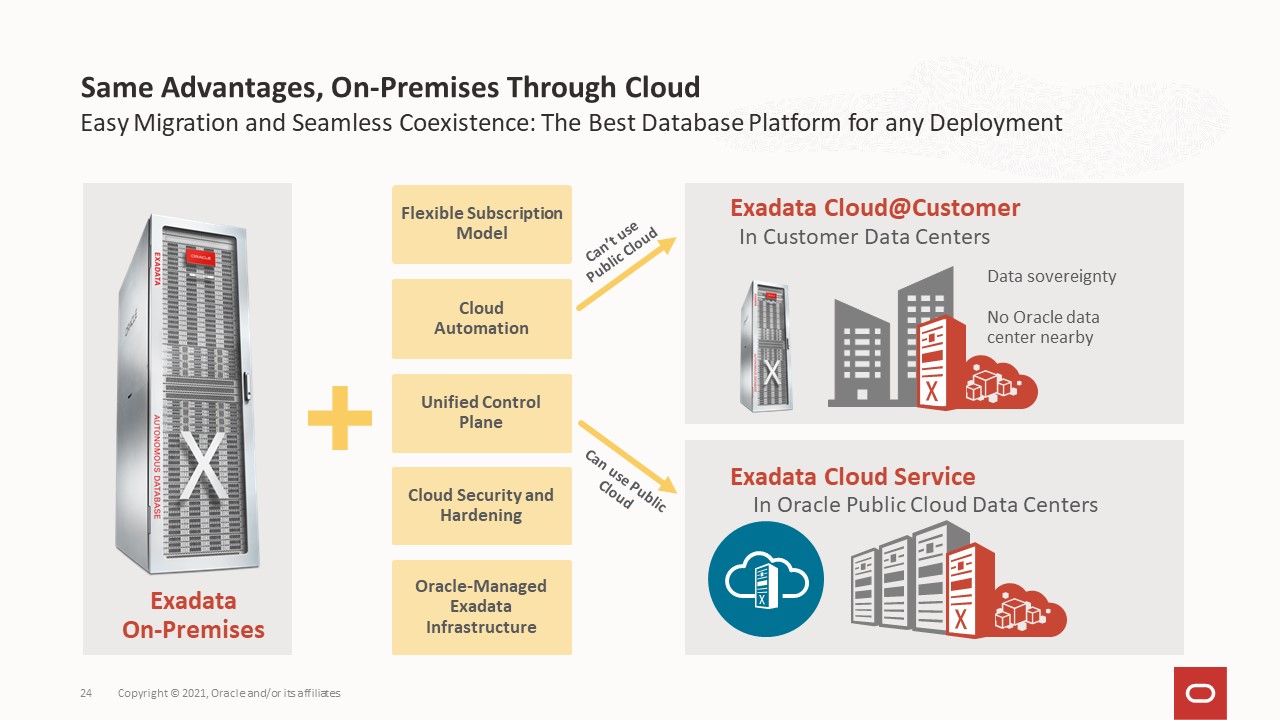 Same Advantages, On-Premises Through Cloud
Easy Migration and Seamless Coexistence: The Best Database Platform for any Deployment
ORACLE
EXADATA
ORACLE
AUTONOMOUS DATABASE
X
Exadata
On-Premises
Flexible Subscription
Model
Cloud
Automation
Unified Control
Plane
Cloud Security and
Hardening
Oracle-Managed
Exadata
Infrastructure
Can't use
Public Cloud
Can use Public
Cloud
Exadata Cloud@Customer
In Customer Data Centers
X
X
Data sovereignty
No Oracle data
center nearby
Exadata Cloud Service
In Oracle Public Cloud Data Centers
X
X
24
Copyright © 2021, Oracle and/or its affiliates